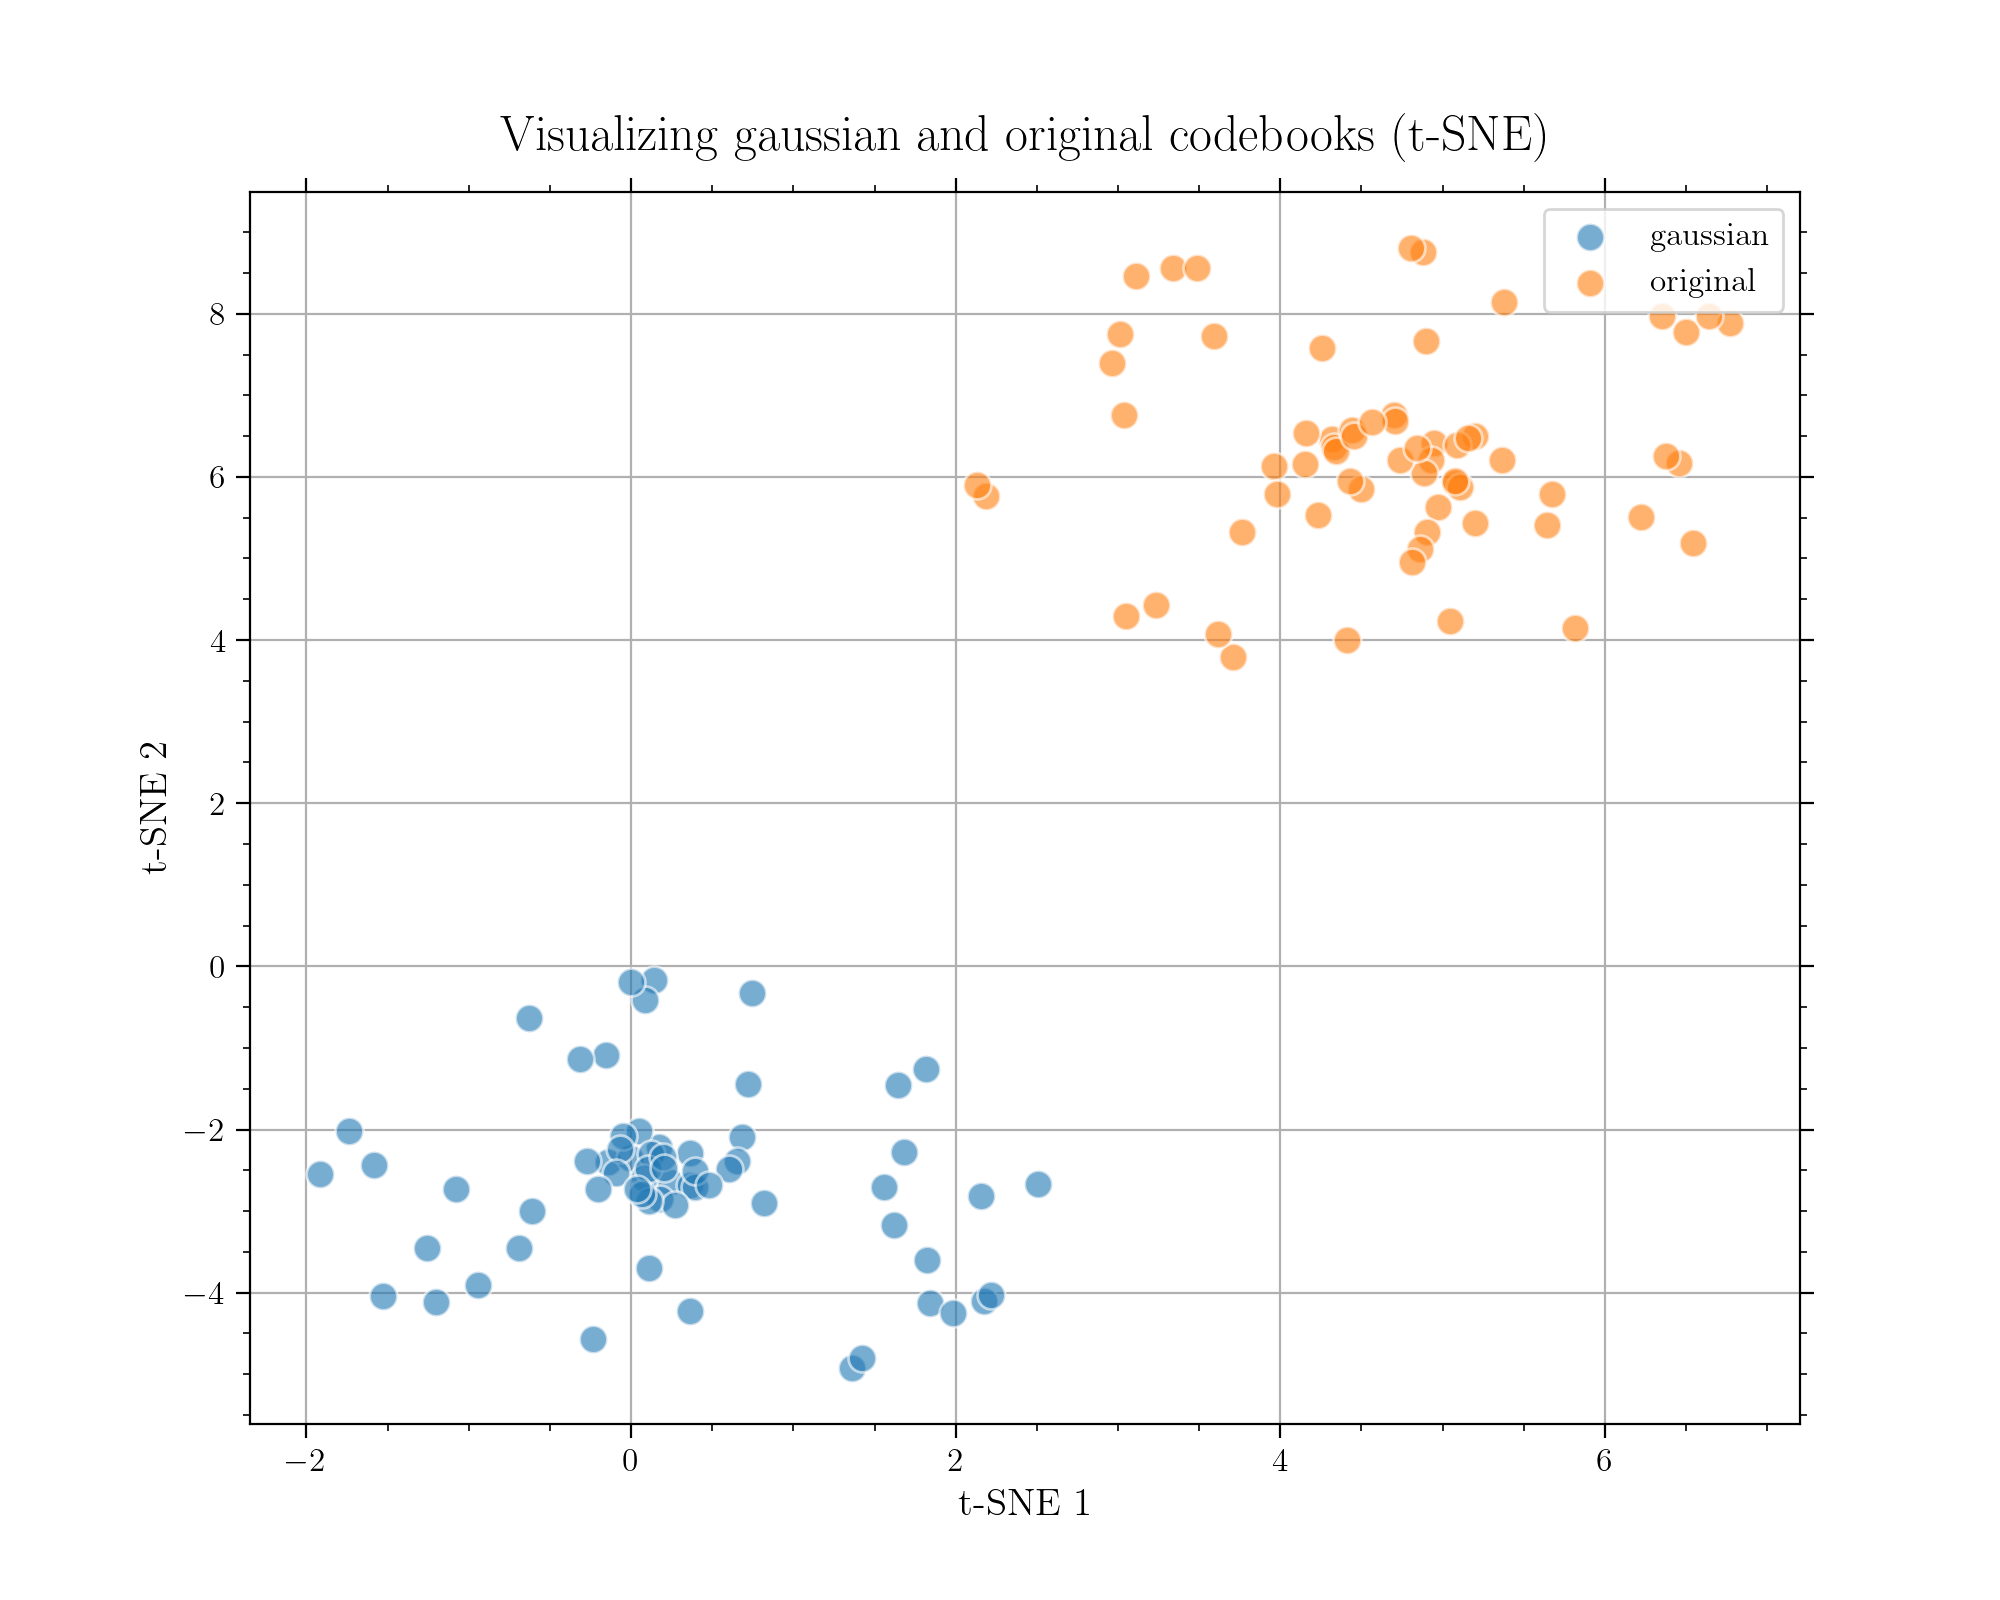 Visualizing gaussian and original codebooks (t-SNE)
gaussian
original
8
6
4
2
0
−2
−4
t-SNE 2
−2
0
2
4
6
t-SNE 1